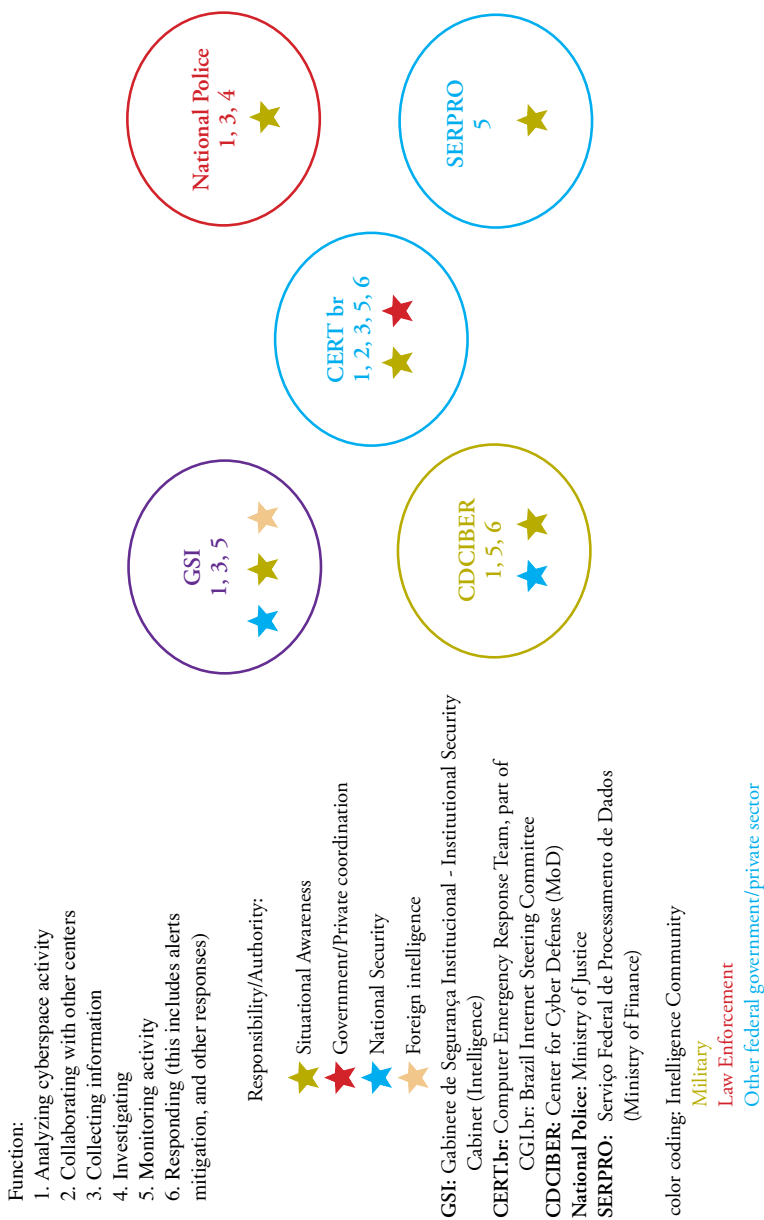 Function:
1. Analyzing cyberspace activity
2. Collaborating with other centers
3. Collecting information
4. Investigating
5. Monitoring activity
6. Responding (this includes alerts
mitigation, and other responses)
Responsibility/Authority:
Situational Awareness
Government/Private coordination
National Security
Foreign intelligence
GSI: Gabinete de Segurança Institucional - Institutional Security
Cabinet (Intelligence)
CERT.br: Computer Emergency Response Team, part of
CGI.br: Brazil Internet Steering Committee
CDCIBER: Center for Cyber Defense (MoD)
National Police: Ministry of Justice
SERPRO: Serviço Federal de Processamento de Dados
(Ministry of Finance)
color coding: Intelligence Community
Military
Law Enforcement
Other federal government/private sector
GSI
1, 3, 5
CDCIBER
1, 5, 6
CERT br
1, 2, 3, 5, 6
National Police
1, 3, 4
SERPRO
5